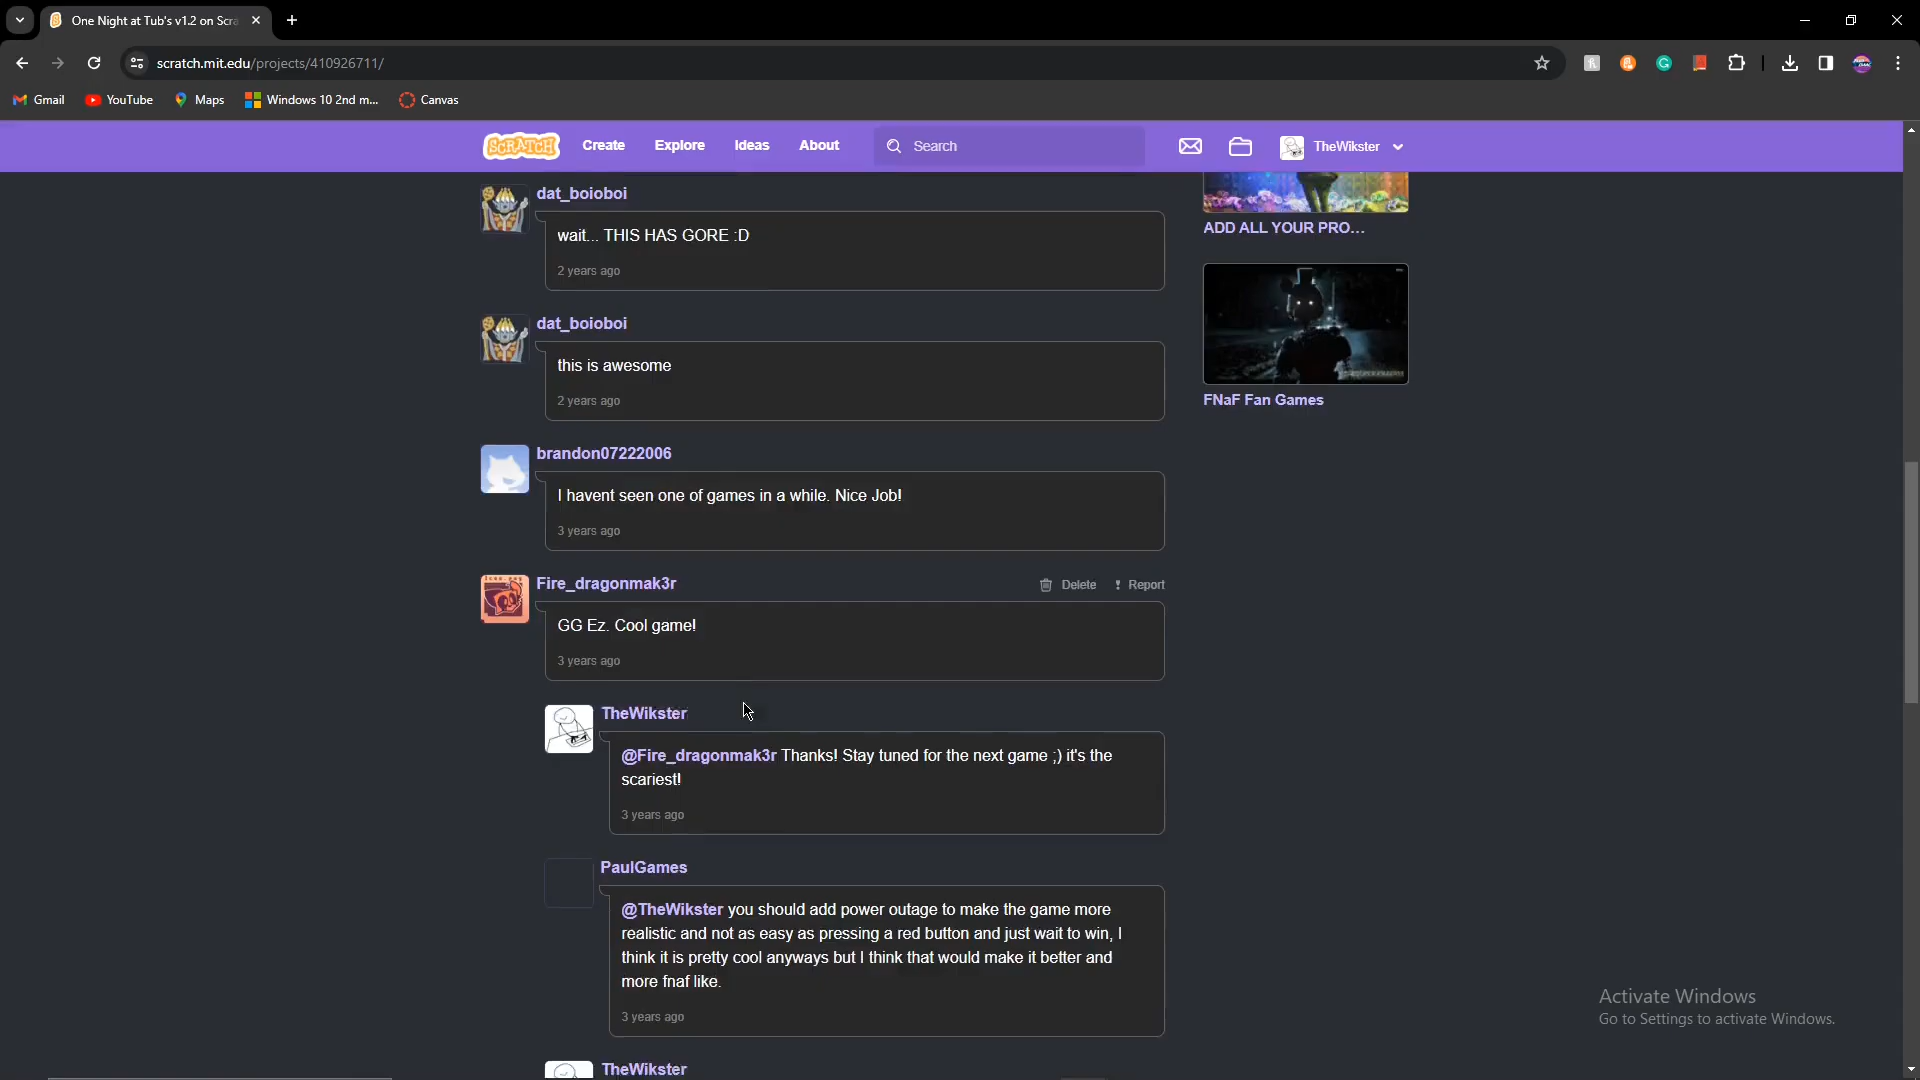 One Night at Tub's v1.2 on Scra
scratch.mit.edu/projects/410926711/
Gmail
YouTube
Maps
Windows 10 2nd m...
Canvas
SCRATCH
Create
Explore
Ideas
About
Search
TheWikster
dat_boioboi
wait... THIS HAS GORE :D
2 years ago
ADD ALL YOUR PRO...
dat_boioboi
this is awesome
2 years ago
FNaF Fan Games
brandon07222006
I havent seen one of games in a while. Nice Job!
3 years ago
Fire_dragonmak3r
Delete
Report
GG Ez. Cool game!
3 years ago
TheWikster
@Fire_dragonmak3r Thanks! Stay tuned for the next game ;) it's the
scariest!
3 years ago
PaulGames
@TheWikster you should add power outage to make the game more
realistic and not as easy as pressing a red button and just wait to win, I
think it is pretty cool anyways but I think that would make it better and
more fnaf like.
3 years ago
TheWikster
Activate Windows
Go to Settings to activate Windows.